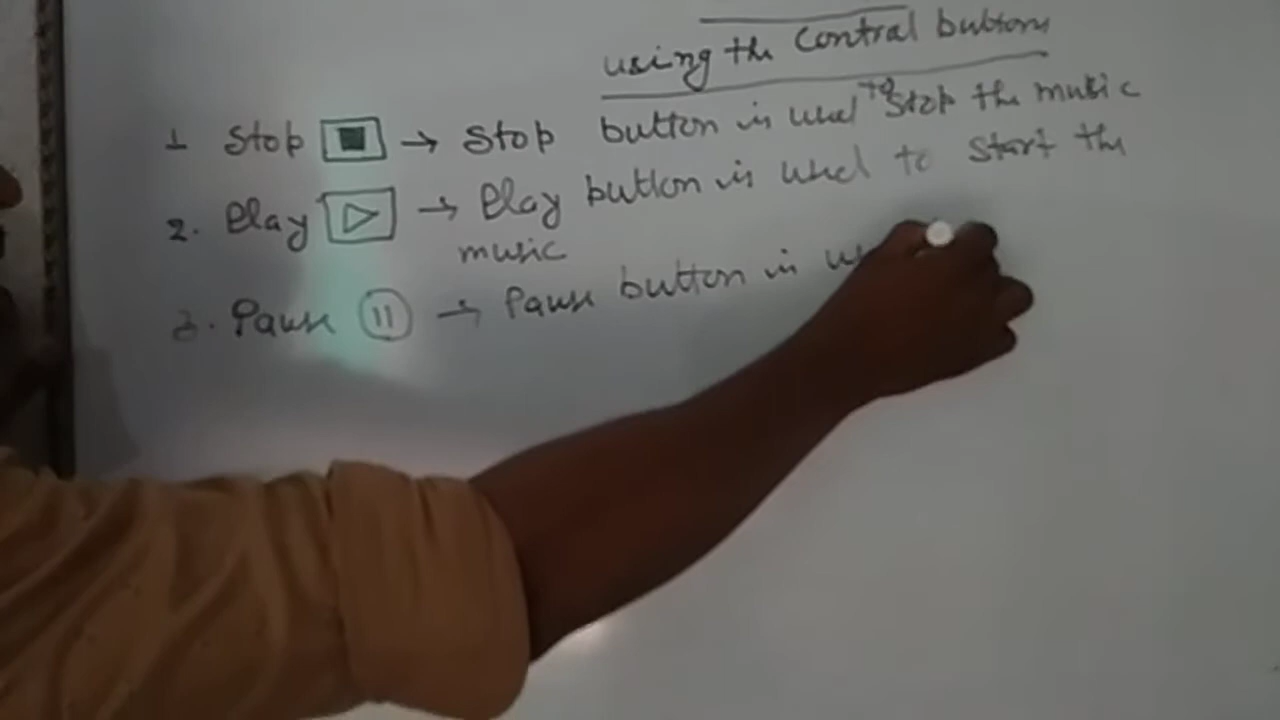 using the Control buttons
1 Stop → Stop button is used to Stop the music
2. Play → Play button is used to Start the
music
3. Pause → Pause button is